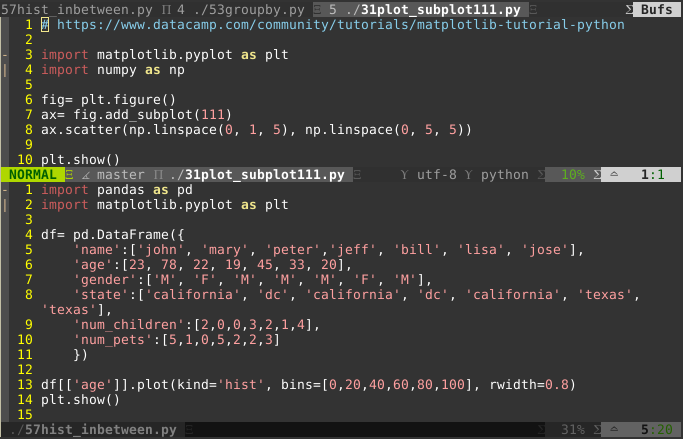 57hist_inbetween.py Π 4 ./53groupby.py Ξ 5 ./31plot_subplot111.py Ξ Σ Bufs
1 # https://www.datacamp.com/community/tutorials/matplotlib-tutorial-python
2
- 3 import matplotlib.pyplot as plt
| 4 import numpy as np
5
6 fig= plt.figure()
7 ax= fig.add_subplot(111)
8 ax.scatter(np.linspace(0, 1, 5), np.linspace(0, 5, 5))
9
10 plt.show()
NORMAL Ξ ∡ master Π ./31plot_subplot111.py Ξ Υ utf-8 Υ python Σ 10% Σ ⌓ 1:1
- 1 import pandas as pd
| 2 import matplotlib.pyplot as plt
3
4 df= pd.DataFrame({
5 'name':['john', 'mary', 'peter','jeff', 'bill', 'lisa', 'jose'],
6 'age':[23, 78, 22, 19, 45, 33, 20],
7 'gender':['M', 'F', 'M', 'M', 'M', 'F', 'M'],
8 'state':['california', 'dc', 'california', 'dc', 'california', 'texas',
'texas'],
9 'num_children':[2,0,0,3,2,1,4],
10 'num_pets':[5,1,0,5,2,2,3]
11 })
12
13 df[['age']].plot(kind='hist', bins=[0,20,40,60,80,100], rwidth=0.8)
14 plt.show()
15
./57hist_inbetween.py Σ 31% Σ ⌓ 5:20